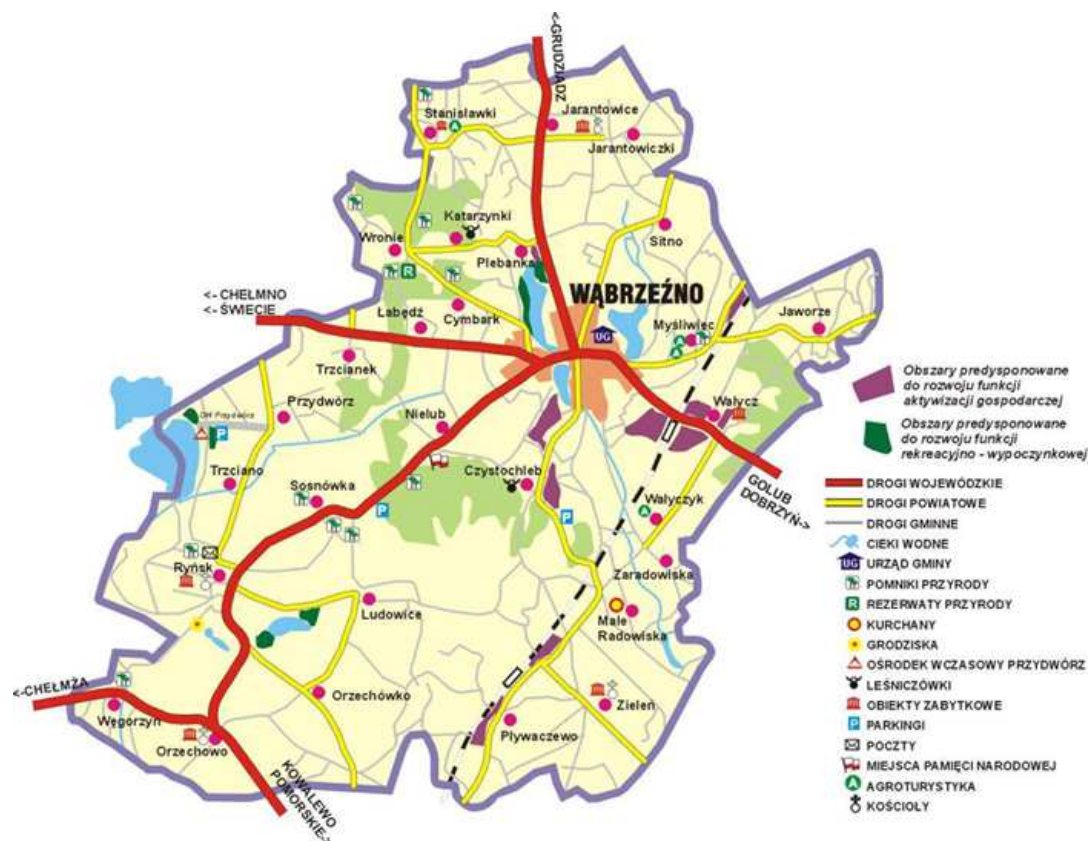 <-GRUDZIĄDZ
Stanisławki
A
Jarantowice
Jarantowiczki
Katarzynki
Wronie
Plebanka
Sitno
R
<- CHEŁMNO
<- ŚWIECIE
WĄBRZEŹNO
Łabędź
Cymbark
UG
Myśliwiec
A
A
Jaworze
Trzcianek
Przydwórz
OW Przydwórz
P
Nielub
Wałycz
Trzciano
Czystochleb
GOLUB
DOBRZYŃ->
Sosnówka
P
P
Wałyczyk
A
Ryńsk
Zaradowiska
Ludowice
Małe
Radowiska
<-CHEŁMŻA
Węgorzyn
Orzechówko
Zieleń
Orzechowo
Pływaczewo
KOWALEWO
POMORSKIE->
Obszary predysponowane
do rozwoju funkcji
aktywizacji gospodarczej
Obszary predysponowane
do rozwoju funkcji
rekreacyjno - wypoczynkowej
DROGI WOJEWÓDZKIE
DROGI POWIATOWE
DROGI GMINNE
CIEKI WODNE
UG URZĄD GMINY
POMNIKI PRZYRODY
R REZERWATY PRZYRODY
KURCHANY
GRODZISKA
OŚRODEK WCZASOWY PRZYDWÓRZ
LEŚNICZÓWKI
OBIEKTY ZABYTKOWE
P PARKINGI
POCZTY
MIEJSCA PAMIĘCI NARODOWEJ
A AGROTURYSTYKA
KOŚCIOŁY